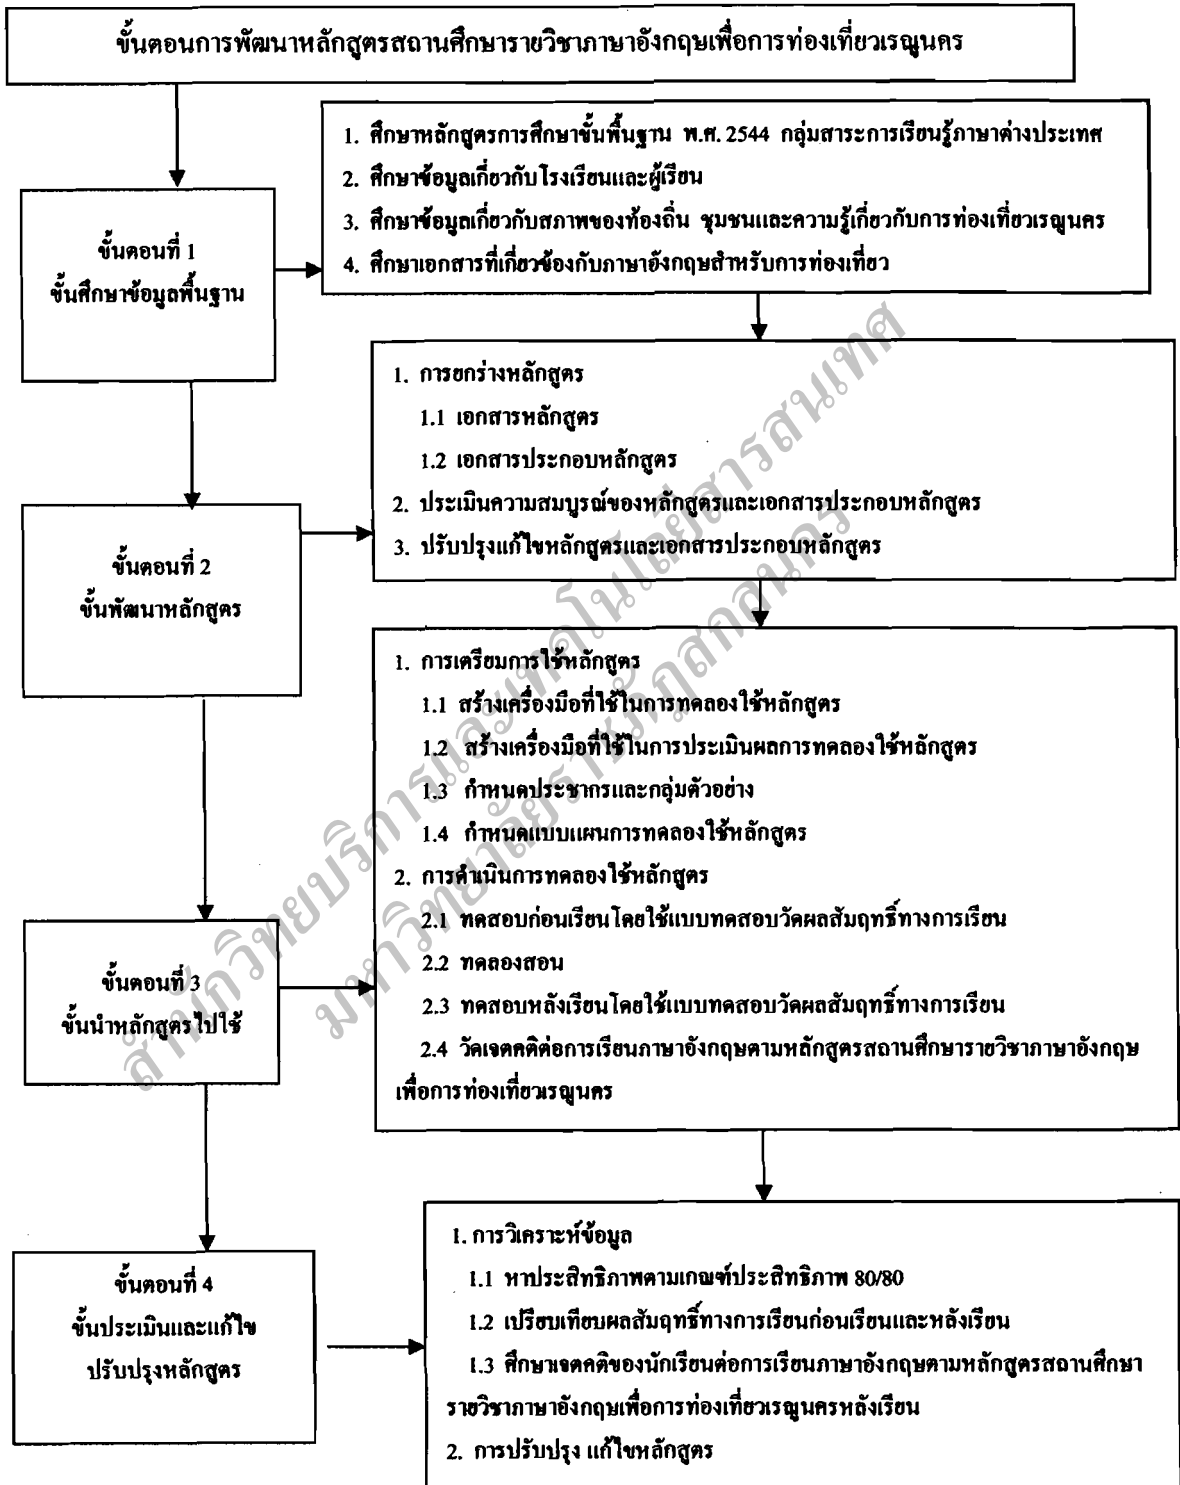 ขั้นตอนการพัฒนาหลักสูตรสถานศึกษารายวิชาภาษาอังกฤษเพื่อการท่องเที่ยวเรณูนคร
ขั้นตอนที่ 1
ขั้นศึกษาข้อมูลพื้นฐาน
1. ศึกษาหลักสูตรการศึกษาขั้นพื้นฐาน พ.ศ. 2544 กลุ่มสาระการเรียนรู้ภาษาต่างประเทศ
2. ศึกษาข้อมูลเกี่ยวกับโรงเรียนและผู้เรียน
3. ศึกษาข้อมูลเกี่ยวกับสภาพของท้องถิ่น ชุมชนและความรู้เกี่ยวกับการท่องเที่ยวเรณูนคร
4. ศึกษาเอกสารที่เกี่ยวข้องกับภาษาอังกฤษสำหรับการท่องเที่ยว
ขั้นตอนที่ 2
ขั้นพัฒนาหลักสูตร
1. การยกร่างหลักสูตร
1.1 เอกสารหลักสูตร
1.2 เอกสารประกอบหลักสูตร
2. ประเมินความสมบูรณ์ของหลักสูตรและเอกสารประกอบหลักสูตร
3. ปรับปรุงแก้ไขหลักสูตรและเอกสารประกอบหลักสูตร
ขั้นตอนที่ 3
ขั้นนำหลักสูตรไปใช้
1. การเตรียมการใช้หลักสูตร
1.1 สร้างเครื่องมือที่ใช้ในการทดลองใช้หลักสูตร
1.2 สร้างเครื่องมือที่ใช้ในการประเมินผลการทดลองใช้หลักสูตร
1.3 กำหนดประชากรและกลุ่มตัวอย่าง
1.4 กำหนดแบบแผนการทดลองใช้หลักสูตร
2. การดำเนินการทดลองใช้หลักสูตร
2.1 ทดสอบก่อนเรียนโดยใช้แบบทดสอบวัดผลสัมฤทธิ์ทางการเรียน
2.2 ทดลองสอน
2.3 ทดสอบหลังเรียนโดยใช้แบบทดสอบวัดผลสัมฤทธิ์ทางการเรียน
2.4 วัดเจตคติต่อการเรียนภาษาอังกฤษตามหลักสูตรสถานศึกษารายวิชาภาษาอังกฤษ
เพื่อการท่องเที่ยวเรณูนคร
ขั้นตอนที่ 4
ขั้นประเมินและแก้ไข
ปรับปรุงหลักสูตร
1. การวิเคราะห์ข้อมูล
1.1 หาประสิทธิภาพตามเกณฑ์ประสิทธิภาพ 80/80
1.2 เปรียบเทียบผลสัมฤทธิ์ทางการเรียนก่อนเรียนและหลังเรียน
1.3 ศึกษาเจตคติของนักเรียนต่อการเรียนภาษาอังกฤษตามหลักสูตรสถานศึกษา
รายวิชาภาษาอังกฤษเพื่อการท่องเที่ยวเรณูนครหลังเรียน
2. การปรับปรุง แก้ไขหลักสูตร
สำนักวิทยบริการและเทคโนโลยีสารสนเทศ
มหาวิทยาลัยราชภัฏสกลนคร